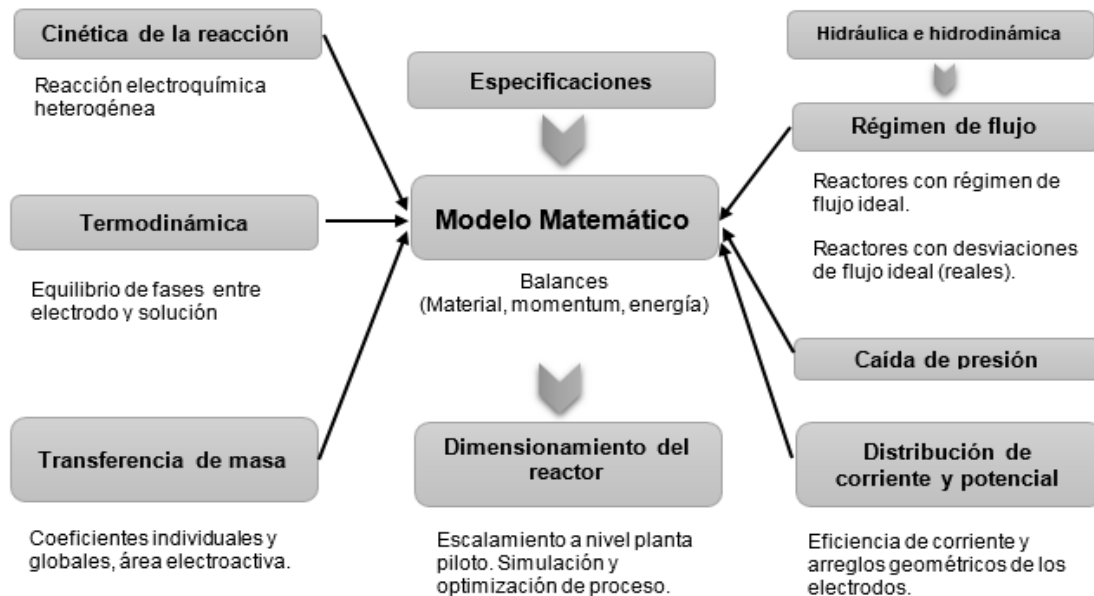 Cinética de la reacción
Reacción electroquímica
heterogénea
Termodinámica
Equilibrio de fases entre
electrodo y solución
Transferencia de masa
Coeficientes individuales y
globales, área electroactiva.
Especificaciones
Modelo Matemático
Balances
(Material, momentum, energía)
Dimensionamiento del
reactor
Escalamiento a nivel planta
piloto. Simulación y
optimización de proceso.
Hidráulica e hidrodinámica
Régimen de flujo
Reactores con régimen de
flujo ideal.
Reactores con desviaciones
de flujo ideal (reales).
Caída de presión
Distribución de
corriente y potencial
Eficiencia de corriente y
arreglos geométricos de los
electrodos.